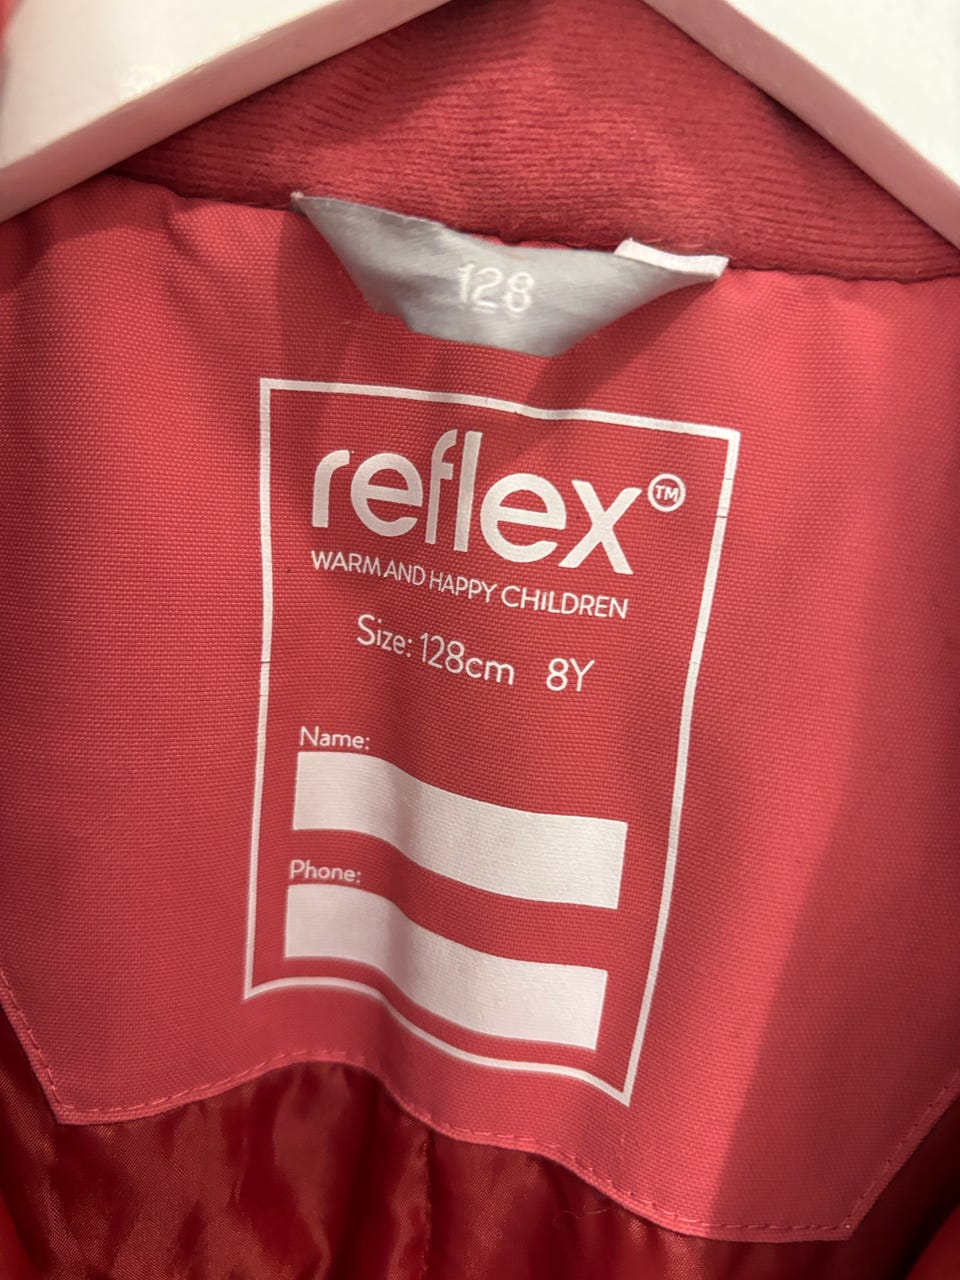 128
reflex™
WARM AND HAPPY CHILDREN
Size: 128cm 8Y
Name:
Phone: